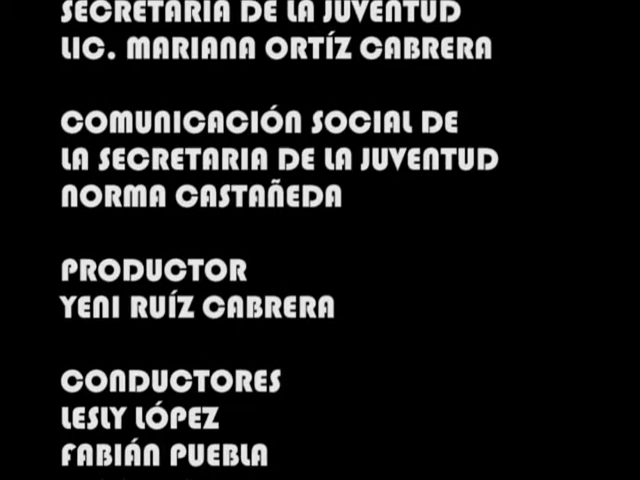 SECRETARIA DE LA JUVENTUD
LIC. MARIANA ORTÍZ CABRERA
COMUNICACIÓN SOCIAL DE
LA SECRETARIA DE LA JUVENTUD
NORMA CASTAÑEDA
PRODUCTOR
YENI RUÍZ CABRERA
CONDUCTORES
LESLY LÓPEZ
FABIÁN PUEBLA